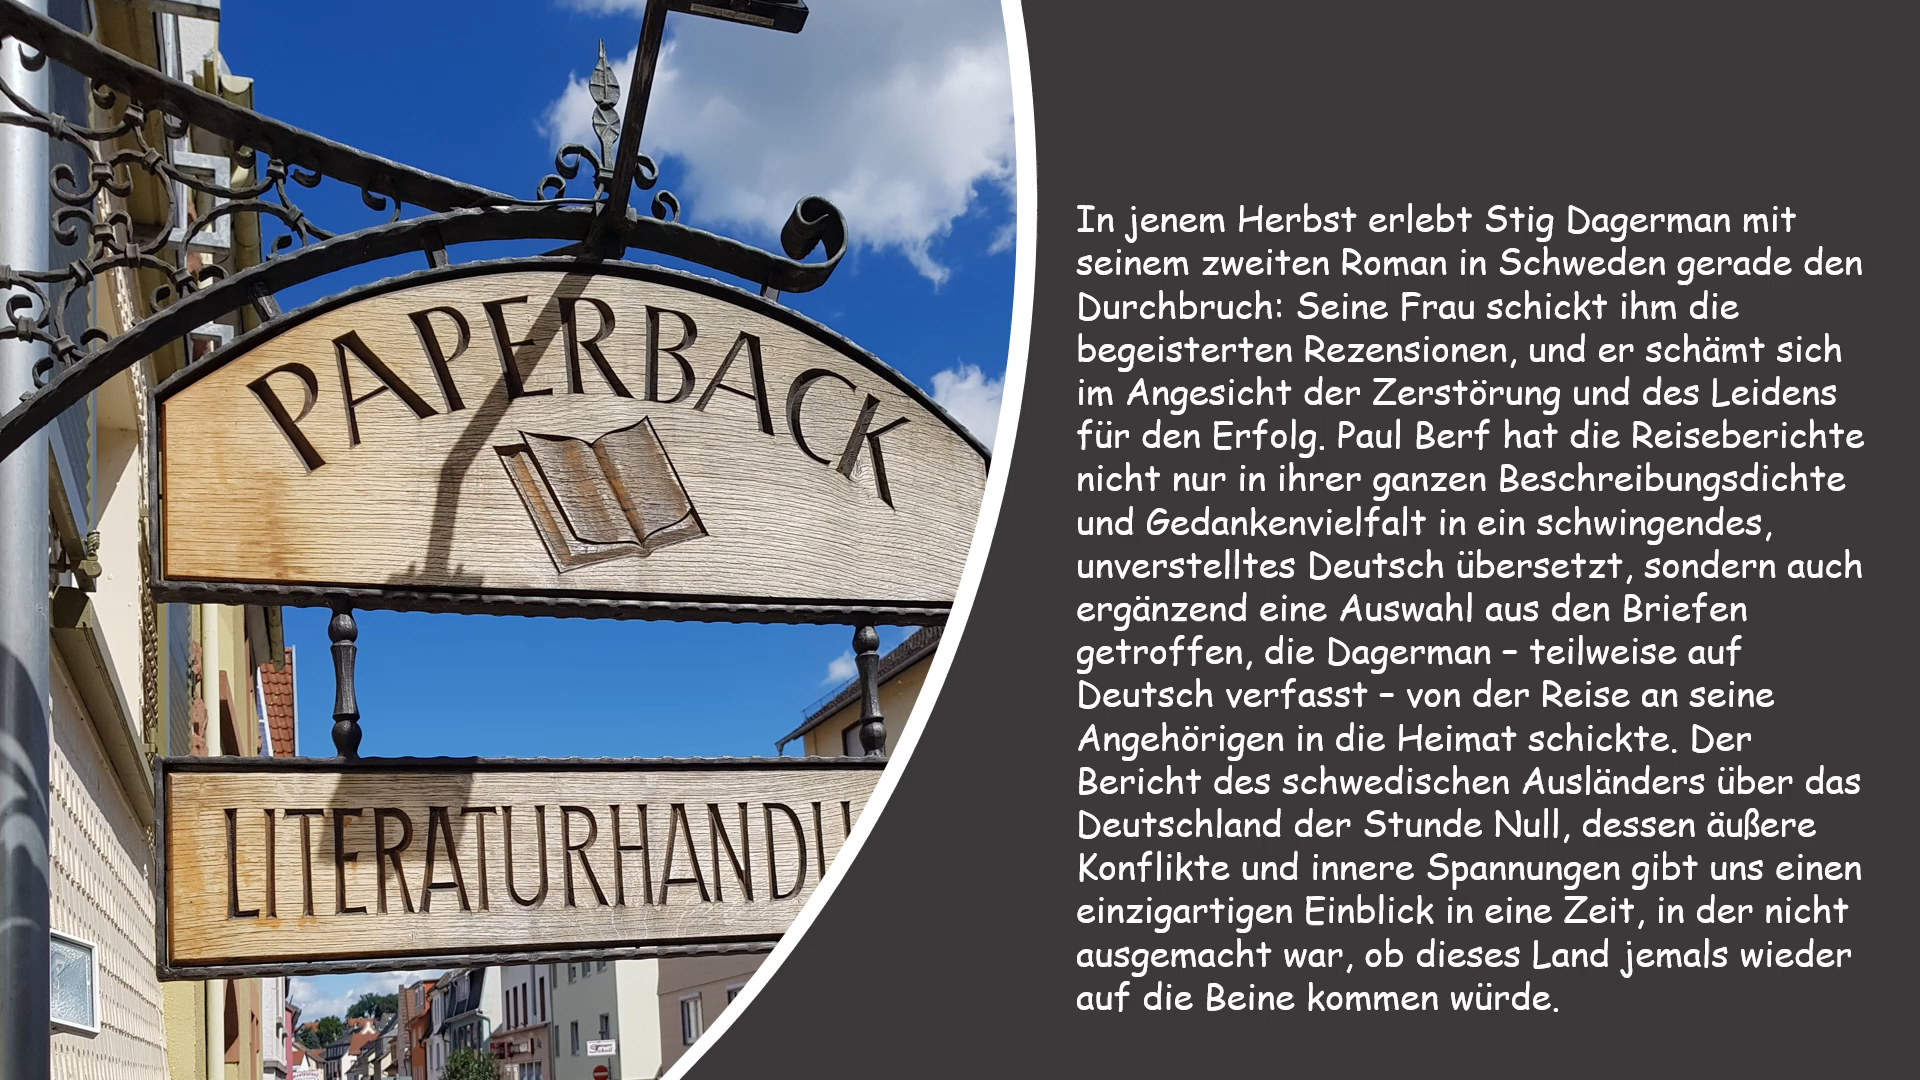 PAPERBACK
LITERATURHANDLU
In jenem Herbst erlebt Stig Dagerman mit
seinem zweiten Roman in Schweden gerade den
Durchbruch: Seine Frau schickt ihm die
begeisterten Rezensionen, und er schämt sich
im Angesicht der Zerstörung und des Leidens
für den Erfolg. Paul Berf hat die Reiseberichte
nicht nur in ihrer ganzen Beschreibungsdichte
und Gedankenvielfalt in ein schwingendes,
unverstelltes Deutsch übersetzt, sondern auch
ergänzend eine Auswahl aus den Briefen
getroffen, die Dagerman – teilweise auf
Deutsch verfasst – von der Reise an seine
Angehörigen in die Heimat schickte. Der
Bericht des schwedischen Ausländers über das
Deutschland der Stunde Null, dessen äußere
Konflikte und innere Spannungen gibt uns einen
einzigartigen Einblick in eine Zeit, in der nicht
ausgemacht war, ob dieses Land jemals wieder
auf die Beine kommen würde.